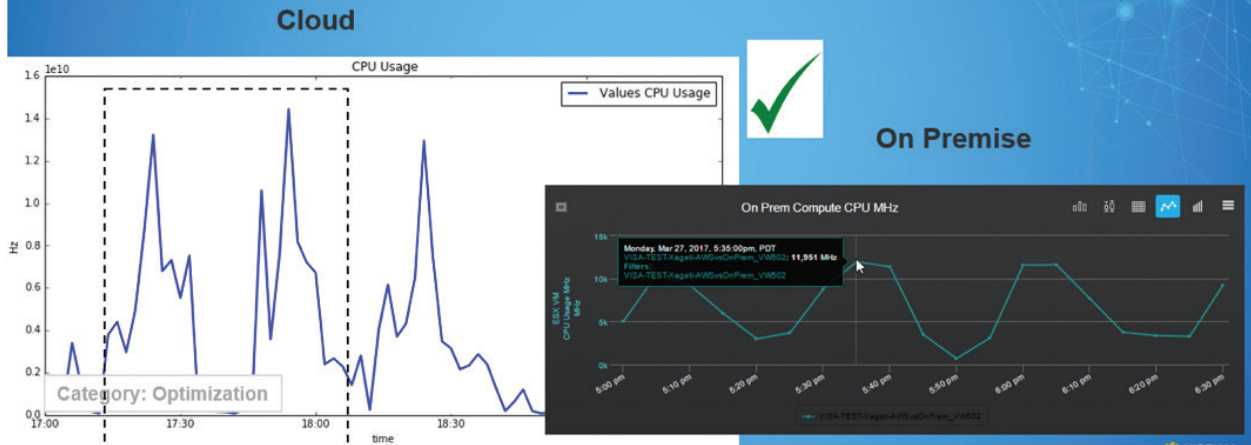 Cloud
CPU Usage
1e10
Values CPU Usage
1.6
1.4
1.2
1.0
0.8
0.6
0.4
0.2
0.0
Hz
Category: Optimization
17:00
17:30
18:00
18:30
time
On Premise
On Prem Compute CPU MHz
15k
10k
5k
0k
ESX VM
CPU Usage MHz
MHz
Monday, Mar 27, 2017, 5:35:00pm, PDT
VISA-TEST-Xagati-AWSvsOnPrem_VW502: 11,951 MHz
Filters:
VISA-TEST-Xagati-AWSvsOnPrem_VW502
5:00 pm
5:10 pm
5:20 pm
5:30 pm
5:40 pm
5:50 pm
6:00 pm
6:10 pm
6:20 pm
6:30 pm
VISA-TEST-Xagati-AWSvsOnPrem_VW502